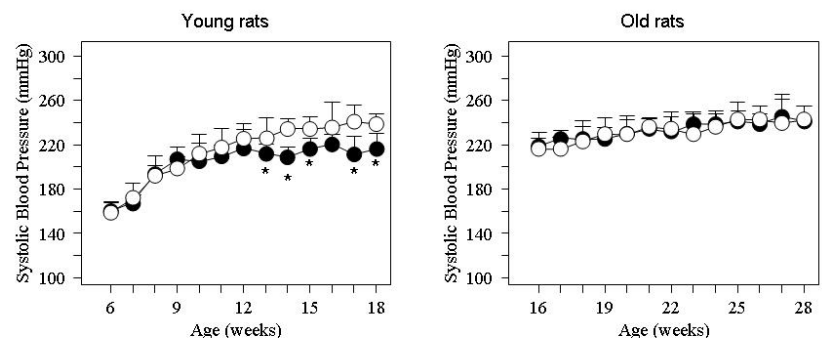 Young rats
Systolic Blood Pressure (mmHg)
300
260
220
180
140
100
* * * * *
6 9 12 15 18
Age (weeks)
Old rats
Systolic Blood Pressure (mmHg)
300
260
220
180
140
100
16 19 22 25 28
Age (weeks)